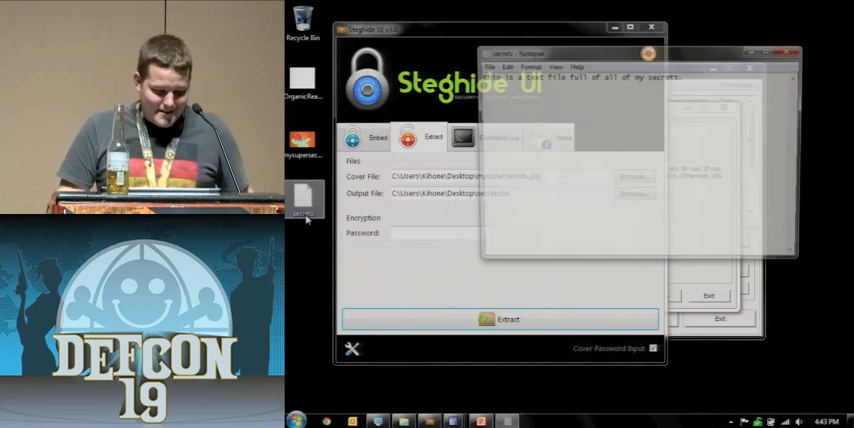 Recycle Bin
OrganicRea...
mysupersec...
secrets
Steghide UI v1.0
Steghide UI
Embed
Extract
Command Line
About
Files
Cover File:
C:\Users\Kihone\Desktop\mysupersecrets.jpg
Browse...
Output File:
C:\Users\Kihone\Desktop\secrets.txt
Browse...
Encryption
Password:
Extract
Cover Password Input
secrets - Notepad
File Edit Format View Help
this is a text file full of all of my secrets.
Exit
Exit
4:43 PM
DEFCON
19